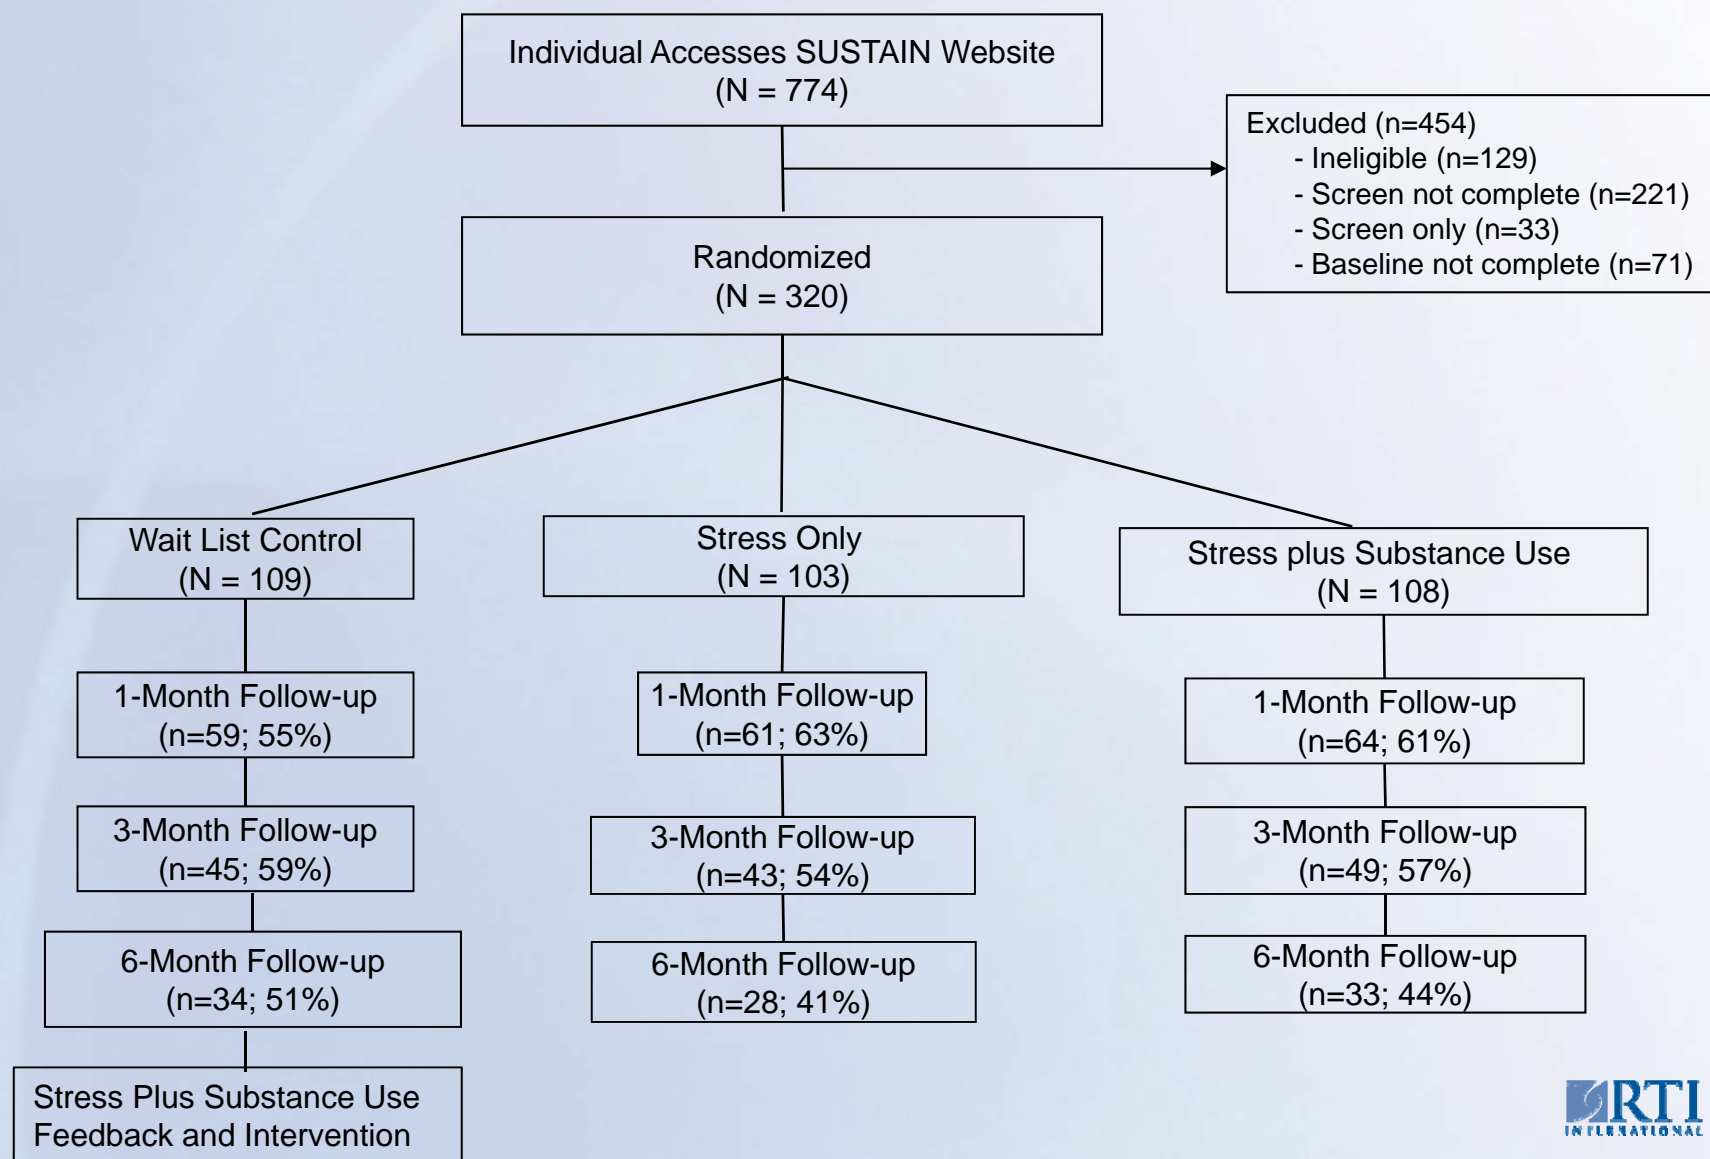 Individual Accesses SUSTAIN Website
(N = 774)
Excluded (n=454)
- Ineligible (n=129)
- Screen not complete (n=221)
- Screen only (n=33)
- Baseline not complete (n=71)
Randomized
(N = 320)
Wait List Control
(N = 109)
Stress Only
(N = 103)
Stress plus Substance Use
(N = 108)
1-Month Follow-up
(n=59; 55%)
1-Month Follow-up
(n=61; 63%)
1-Month Follow-up
(n=64; 61%)
3-Month Follow-up
(n=45; 59%)
3-Month Follow-up
(n=43; 54%)
3-Month Follow-up
(n=49; 57%)
6-Month Follow-up
(n=34; 51%)
6-Month Follow-up
(n=28; 41%)
6-Month Follow-up
(n=33; 44%)
Stress Plus Substance Use
Feedback and Intervention
RTI
INTERNATIONAL